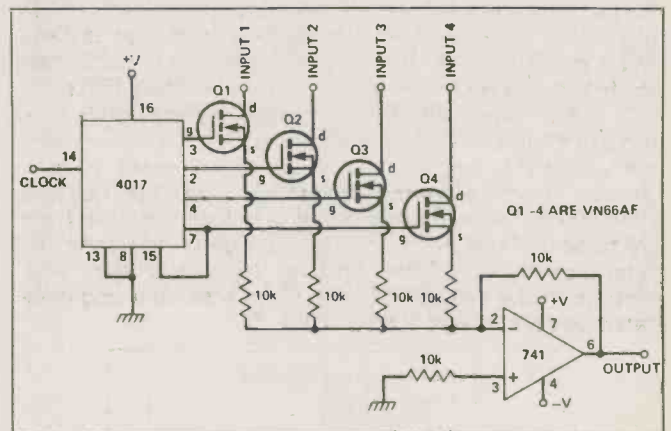 INPUT 1
INPUT 2
INPUT 3
INPUT 4
+V
16
Q1
d
g
3
s
Q2
d
14
CLOCK
4017
2
g
s
Q3
d
4
g
s
Q4
d
7
g
s
Q1 -4 ARE VN66AF
13
8
15
10k
10k
10k
10k
10k
+V
2
−
7
741
6
OUTPUT
10k
+
3
4
−V